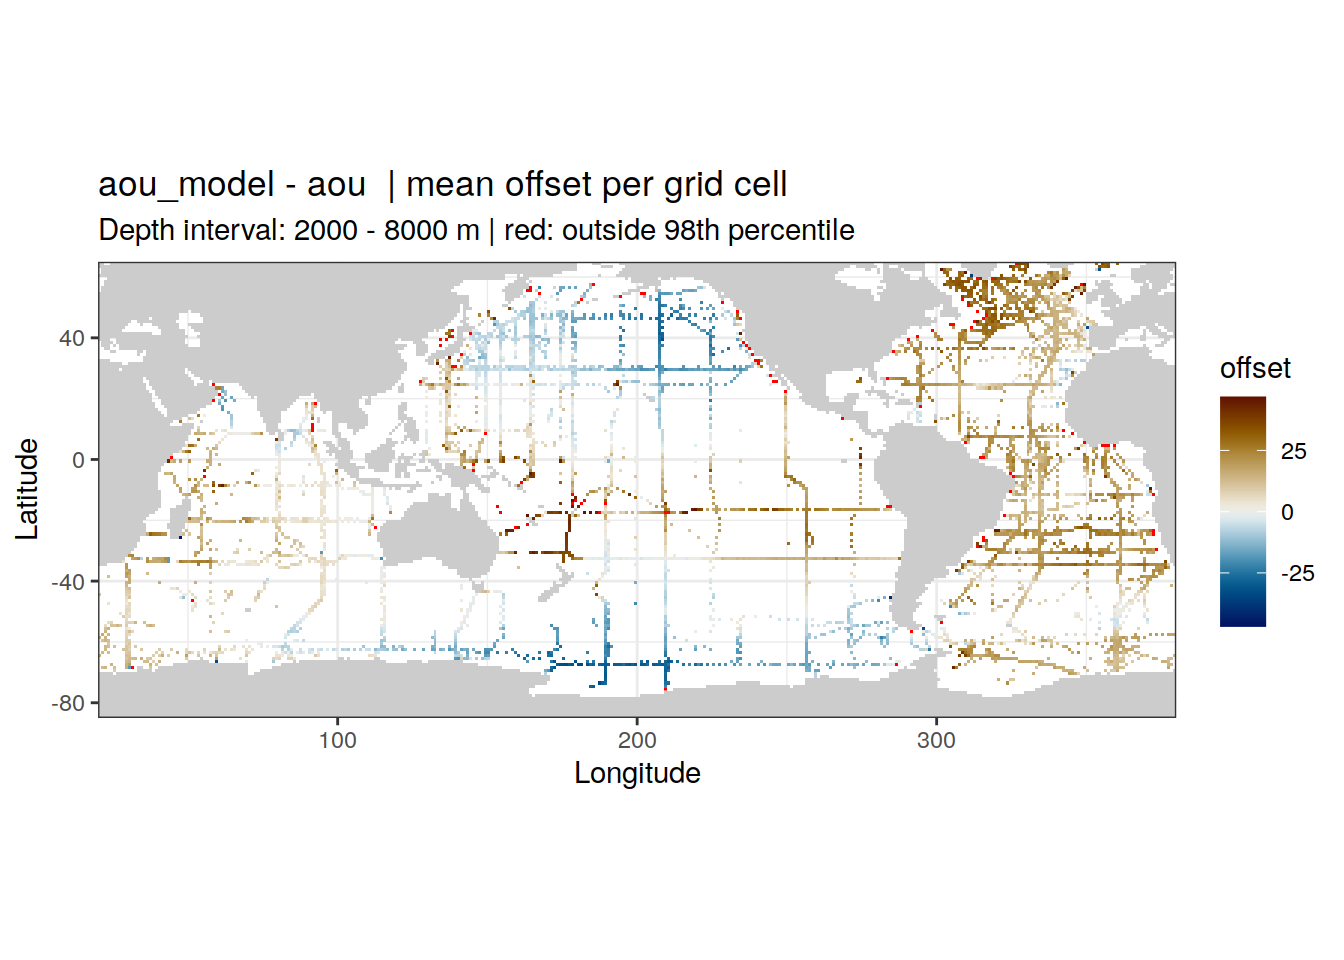 aou_model - aou  | mean offset per grid cell
Depth interval: 2000 - 8000 m | red: outside 98th percentile
offset
25
0
-25
40
0
-40
-80
Latitude
100
200
300
Longitude